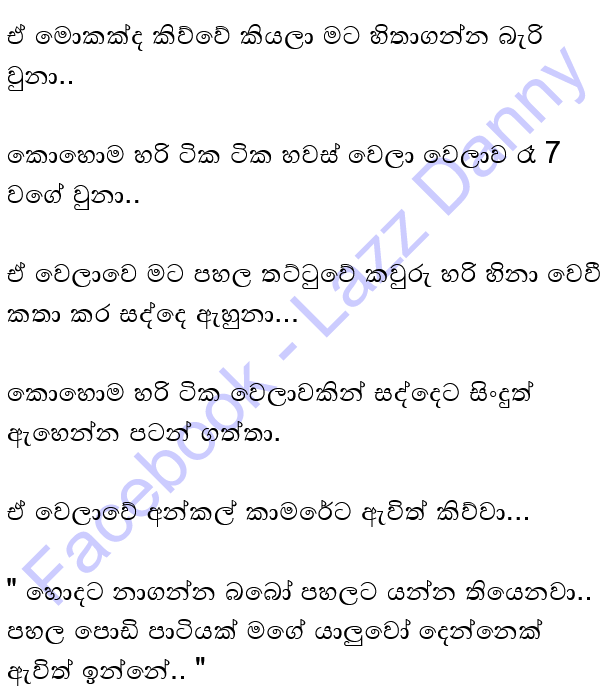 ඒ මොකක්ද කිව්වේ කියලා මට හිතාගන්න බැරි
වුනා..
කොහොම හරි ටික ටික හවස් වෙලා වෙලාව රෑ 7
වගේ වුනා..
ඒ වෙලාවෙ මට පහල තට්ටුවේ කවුරු හරි හිනා වෙවී
කතා කර සද්දෙ ඇහුනා...
කොහොම හරි ටික වෙලාවකින් සද්දෙට සිංදුත්
ඇහෙන්න පටන් ගත්තා.
ඒ වෙලාවේ අන්කල් කාමරේට ඇවිත් කිව්වා...
" හොදට නාගන්න බබෝ පහලට යන්න තියෙනවා..
පහල පොඩි පාටියක් මගේ යාලුවෝ දෙන්නෙක්
ඇවිත් ඉන්නේ.. "
Facebook - Lazz Danny